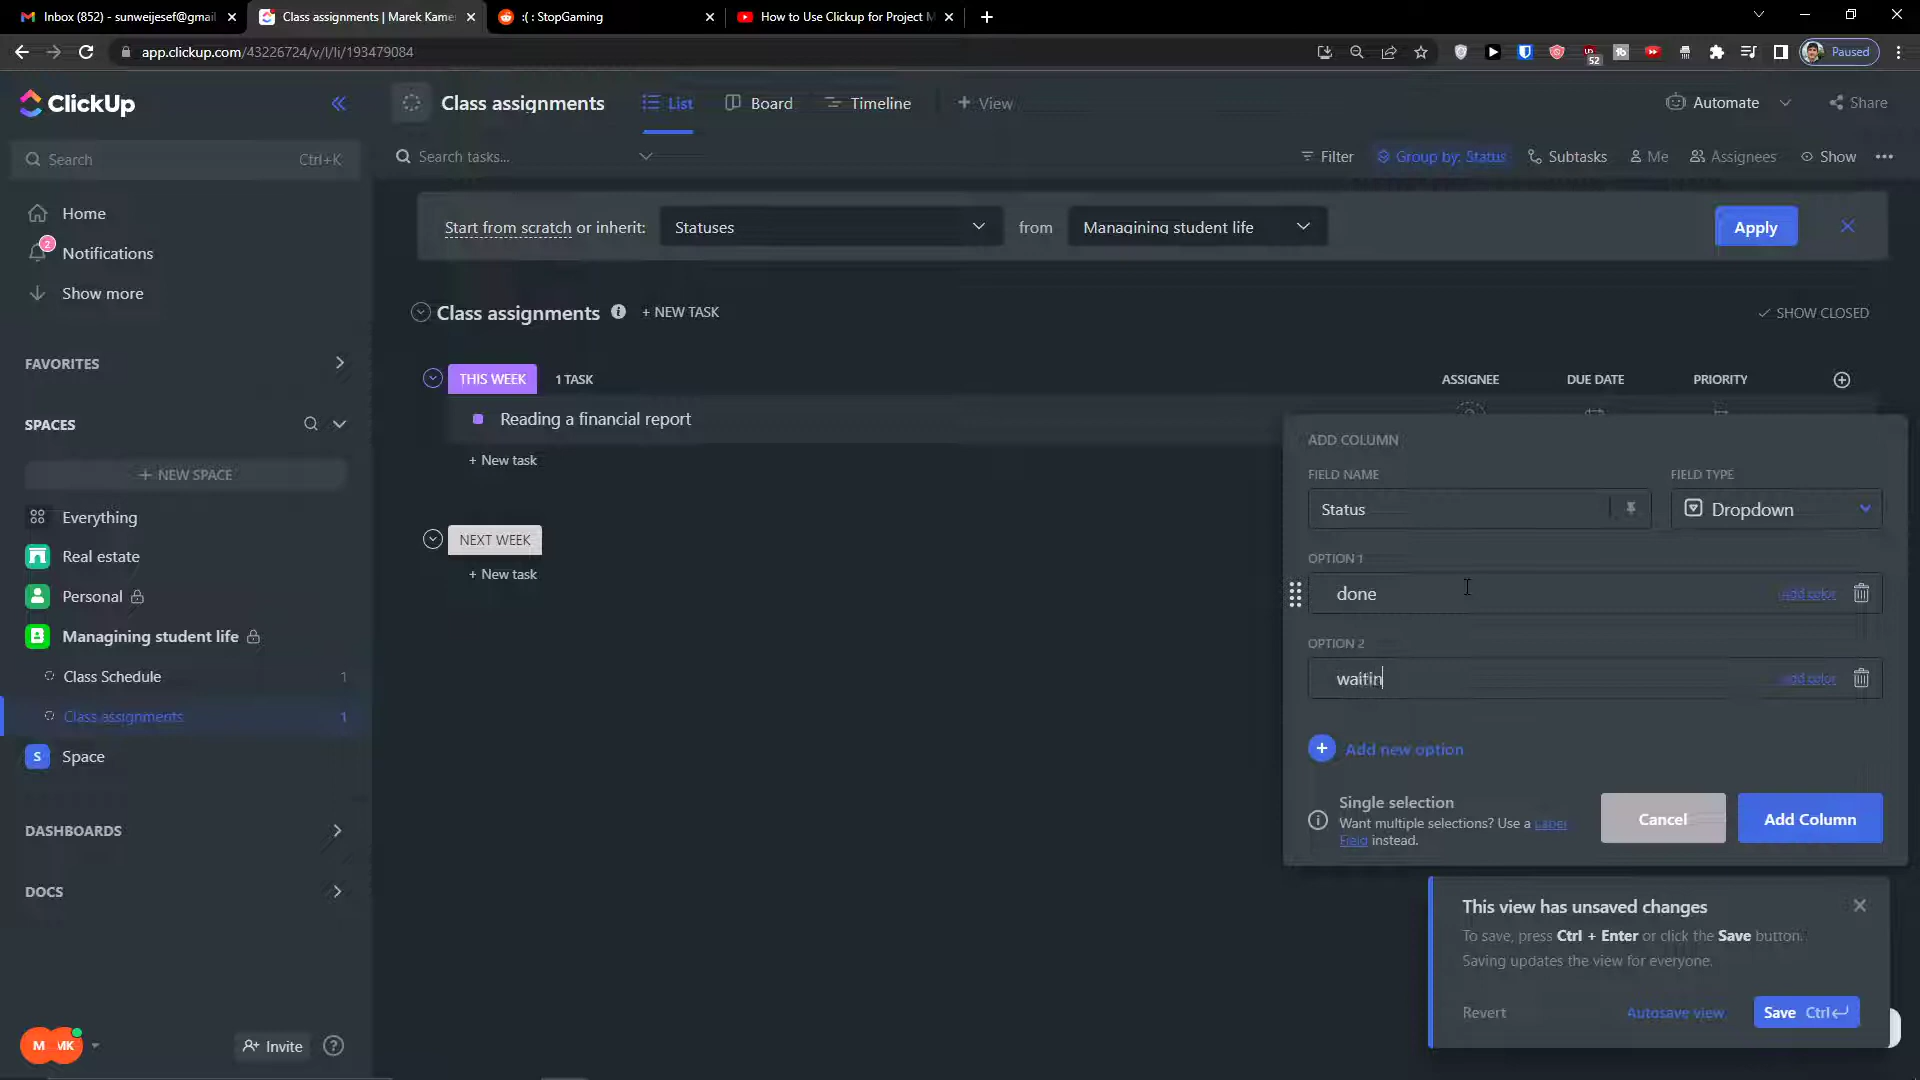 Inbox (852) - sunweijesef@gmail
Class assignments | Marek Kame
:( : StopGaming
How to Use Clickup for Project M
app.clickup.com/43226724/v/l/li/193479084
52
Paused
ClickUp
Class assignments
List
Board
Timeline
+ View
Automate
Share
Search
Ctrl+K
Search tasks...
Filter
Group by: Status
Subtasks
Me
Assignees
Show
Home
2
Notifications
Show more
Start from scratch or inherit:
Statuses
from
Managining student life
Apply
Class assignments
+ NEW TASK
SHOW CLOSED
FAVORITES
THIS WEEK
1 TASK
ASSIGNEE
DUE DATE
PRIORITY
Reading a financial report
+ New task
SPACES
+ NEW SPACE
Everything
Real estate
Personal
Managining student life
Class Schedule
1
Class assignments
1
S
Space
NEXT WEEK
+ New task
ADD COLUMN
FIELD NAME
FIELD TYPE
Status
Dropdown
OPTION 1
done
Add color
OPTION 2
waitin
Add color
+ Add new option
Single selection
Want multiple selections? Use a Label
Field instead.
Cancel
Add Column
DASHBOARDS
DOCS
This view has unsaved changes
To save, press Ctrl + Enter or click the Save button.
Saving updates the view for everyone.
Revert
Autosave view
Save Ctrl
M
MK
Invite